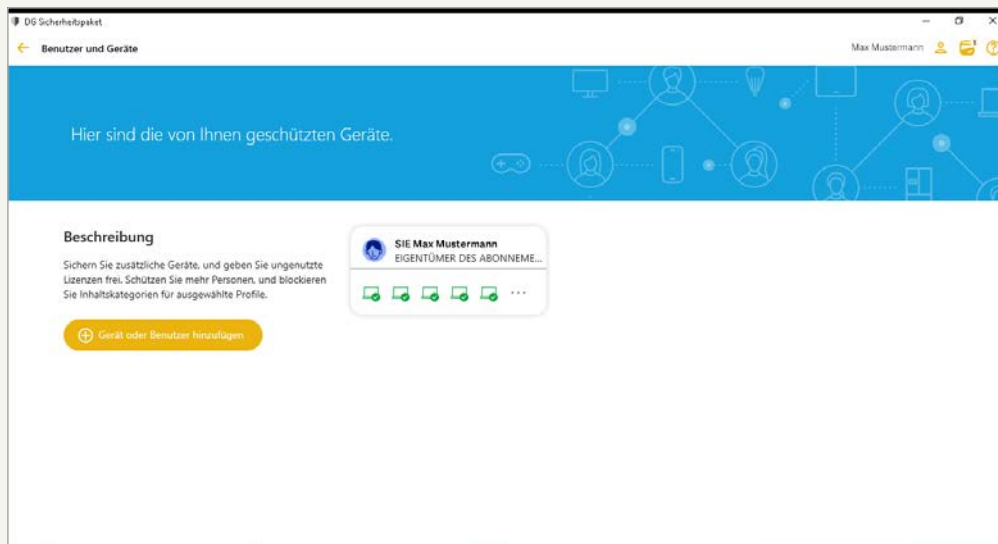 DG Sicherheitspaket
Benutzer und Geräte
Max Mustermann
Hier sind die von Ihnen geschützten Geräte.
Beschreibung
Sichern Sie zusätzliche Geräte, und geben Sie ungenutzte
Lizenzen frei. Schützen Sie mehr Personen, und blockieren
Sie Inhaltskategorien für ausgewählte Profile.
Gerät oder Benutzer hinzufügen
SIE Max Mustermann
EIGENTÜMER DES ABONNEME...